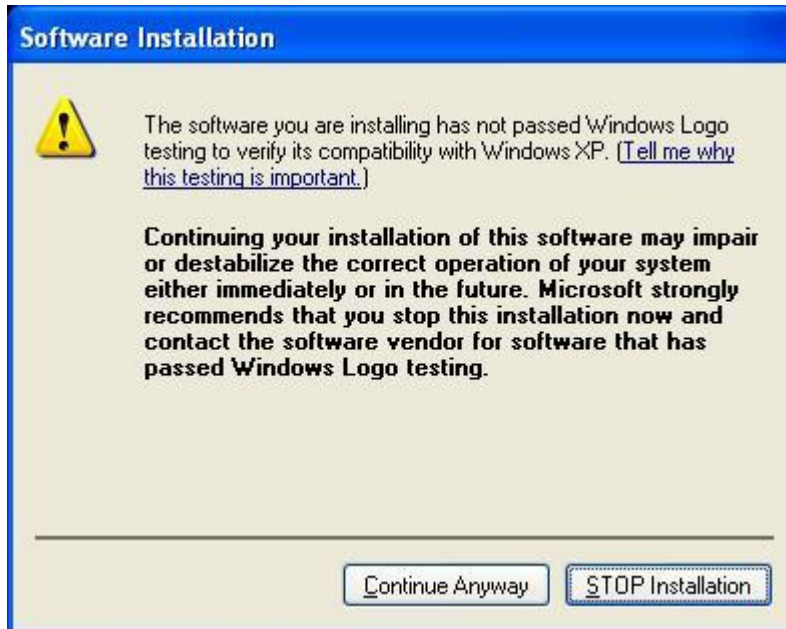 Software Installation
The software you are installing has not passed Windows Logo
testing to verify its compatibility with Windows XP. (Tell me why
this testing is important.)
Continuing your installation of this software may impair
or destabilize the correct operation of your system
either immediately or in the future. Microsoft strongly
recommends that you stop this installation now and
contact the software vendor for software that has
passed Windows Logo testing.
Continue Anyway
STOP Installation